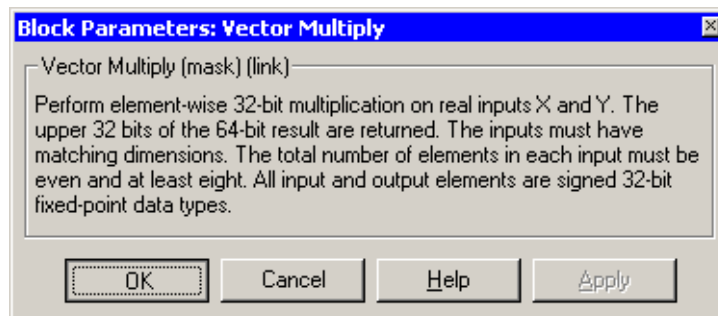 Block Parameters: Vector Multiply
Vector Multiply (mask) (link)
Perform element-wise 32-bit multiplication on real inputs X and Y. The
upper 32 bits of the 64-bit result are returned. The inputs must have
matching dimensions. The total number of elements in each input must be
even and at least eight. All input and output elements are signed 32-bit
fixed-point data types.
OK Cancel Help Apply